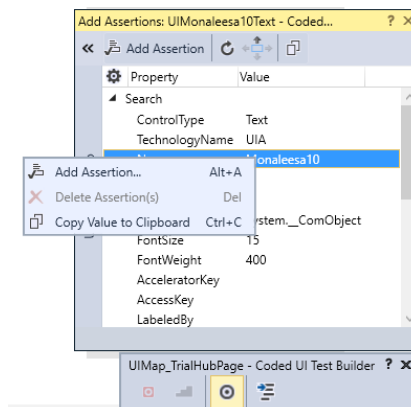 Add Assertions: UIMonaleesa10Text - Coded...
Add Assertion
Property Value
Search
ControlType Text
TechnologyName UIA
Monaleesa10
Add Assertion... Alt+A
Delete Assertion(s) Del
Copy Value to Clipboard Ctrl+C
ystem.__ComObject
FontSize 15
FontWeight 400
AcceleratorKey
AccessKey
LabeledBy
UIMap_TrialHubPage - Coded UI Test Builder